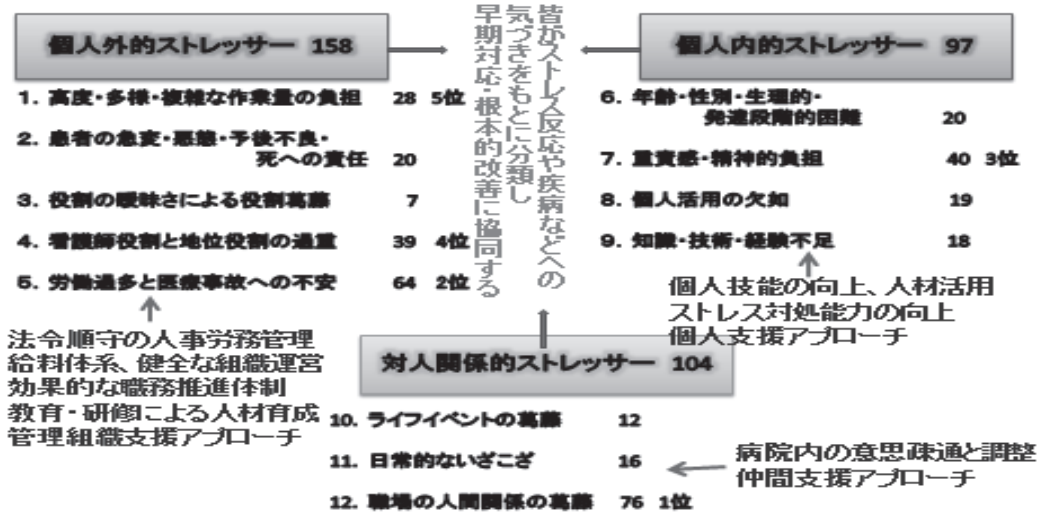 個人外的ストレッサー 158
1. 高度・多様・複雑な作業量の負担 28 5位
2. 患者の急変・悪態・予後不良・
死への責任 20
3. 役割の曖昧さによる役割葛藤 7
4. 看護師役割と地位役割の過重 39 4位
5. 労働過多と医療事故への不安 64 2位
法令順守の人事労務管理
給料体系、健全な組織運営
効果的な職務推進体制
教育・研修による人材育成
管理組織支援アプローチ
皆がストレス反応や疾病などへの
気づきをもとに分類し
早期対応・根本的改善に協同する
個人内的ストレッサー 97
6. 年齢・性別・生理的・
発達段階的困難 20
7. 重責感・精神的負担 40 3位
8. 個人活用の欠如 19
9. 知識・技術・経験不足 18
個人技能の向上、人材活用
ストレス対処能力の向上
個人支援アプローチ
対人関係的ストレッサー 104
10. ライフイベントの葛藤 12
11. 日常的ないざこざ 16
12. 職場の人間関係の葛藤 76 1位
病院内の意思疎通と調整
仲間支援アプローチ